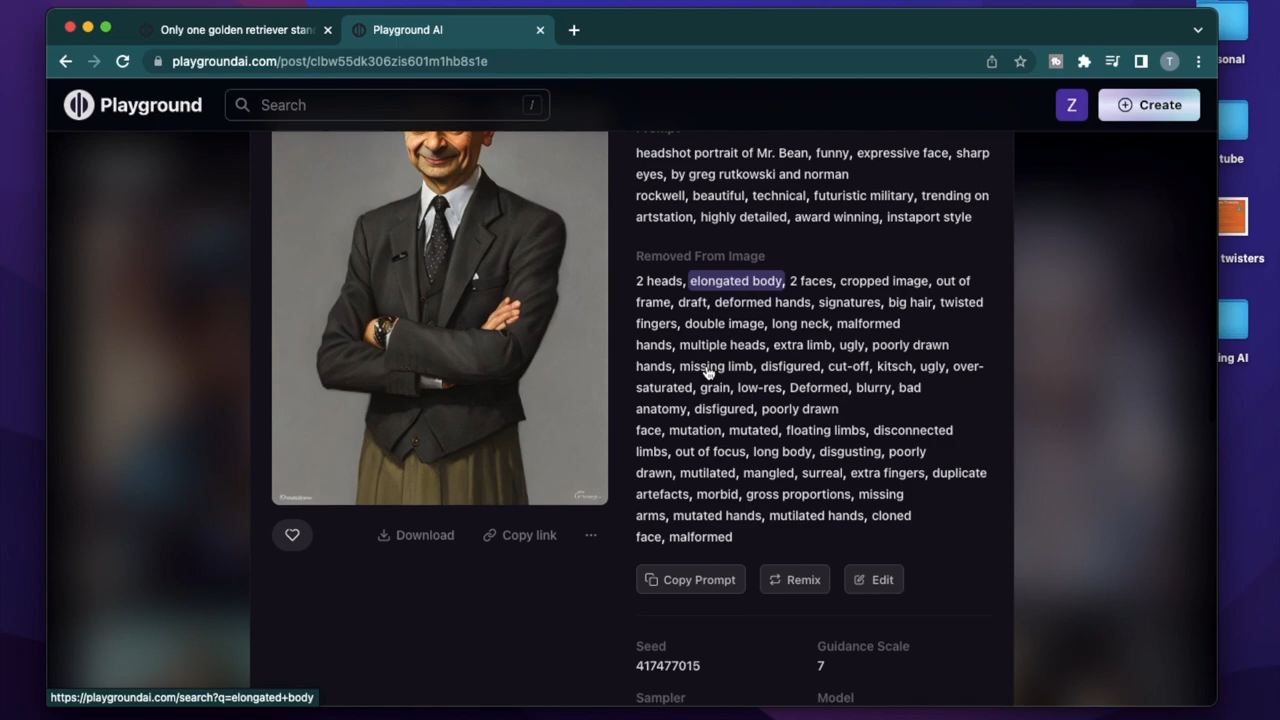 Only one golden retriever stan
Playground AI
playgroundai.com/post/clbw55dk306zis601m1hb8s1e
T
sonal
Playground
Search
/
Z
Create
tube
twisters
ing AI
Prompt
headshot portrait of Mr. Bean, funny, expressive face, sharp
eyes, by greg rutkowski and norman
rockwell, beautiful, technical, futuristic military, trending on
artstation, highly detailed, award winning, instaport style
Removed From Image
2 heads, elongated body, 2 faces, cropped image, out of
frame, draft, deformed hands, signatures, big hair, twisted
fingers, double image, long neck, malformed
hands, multiple heads, extra limb, ugly, poorly drawn
hands, missing limb, disfigured, cut-off, kitsch, ugly, over-
saturated, grain, low-res, Deformed, blurry, bad
anatomy, disfigured, poorly drawn
face, mutation, mutated, floating limbs, disconnected
limbs, out of focus, long body, disgusting, poorly
drawn, mutilated, mangled, surreal, extra fingers, duplicate
artefacts, morbid, gross proportions, missing
arms, mutated hands, mutilated hands, cloned
face, malformed
Download
Copy link
Copy Prompt
Remix
Edit
Seed
Guidance Scale
417477015
7
Sampler
Model
https://playgroundai.com/search?q=elongated+body